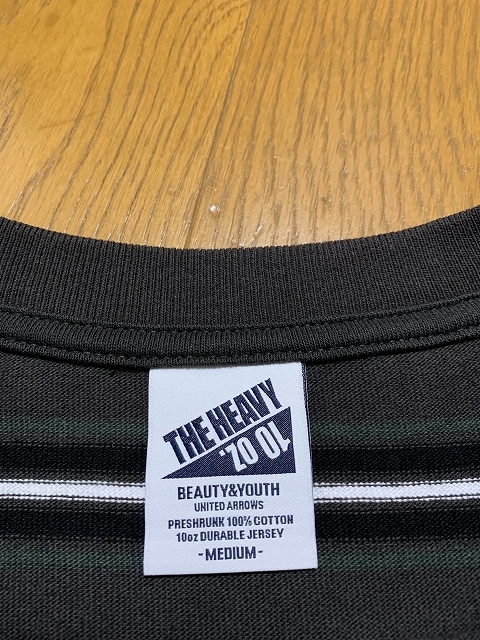 THE HEAVY
10 OZ.
BEAUTY&YOUTH
UNITED ARROWS
PRESHRUNK 100% COTTON
10oz DURABLE JERSEY
-MEDIUM-